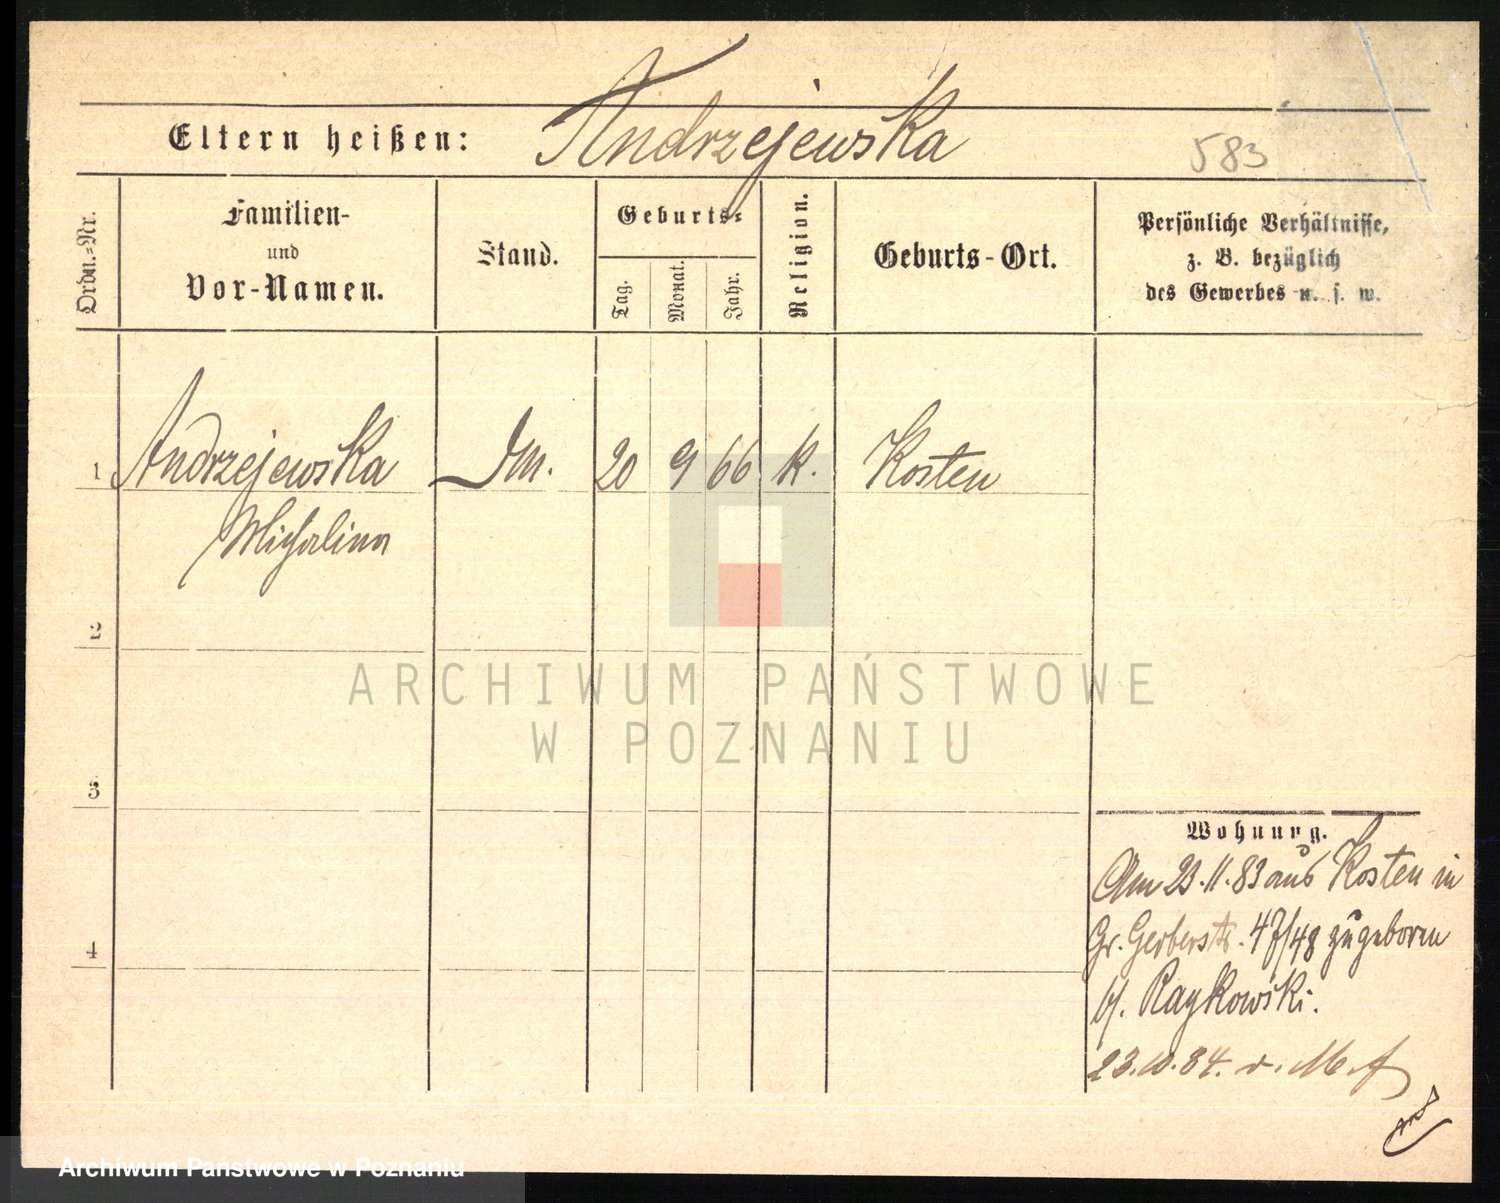 Eltern heißen: Andrzejewska
583
Ordn.-Nr.
Familien-
und
Vor-Namen.
Stand.
Geburts-
Tag.
Monat.
Jahr.
Religion.
Geburts-Ort.
Persönliche Verhältnisse,
z. B. bezüglich
des Gewerbes u. s. w.
1 Andrzejewska 20 9 66 k. Kosten
Michalina
2
3
4
ARCHIWUM PAŃSTWOWE
W POZNANIU
Wohnung.
Am 23.11.83 aus Kosten in
Gr. Gerberstr. 47/48 zugeboren
b/. Raykowski.
23.10.84. v. M.
Archiwum Państwowe w Poznaniu